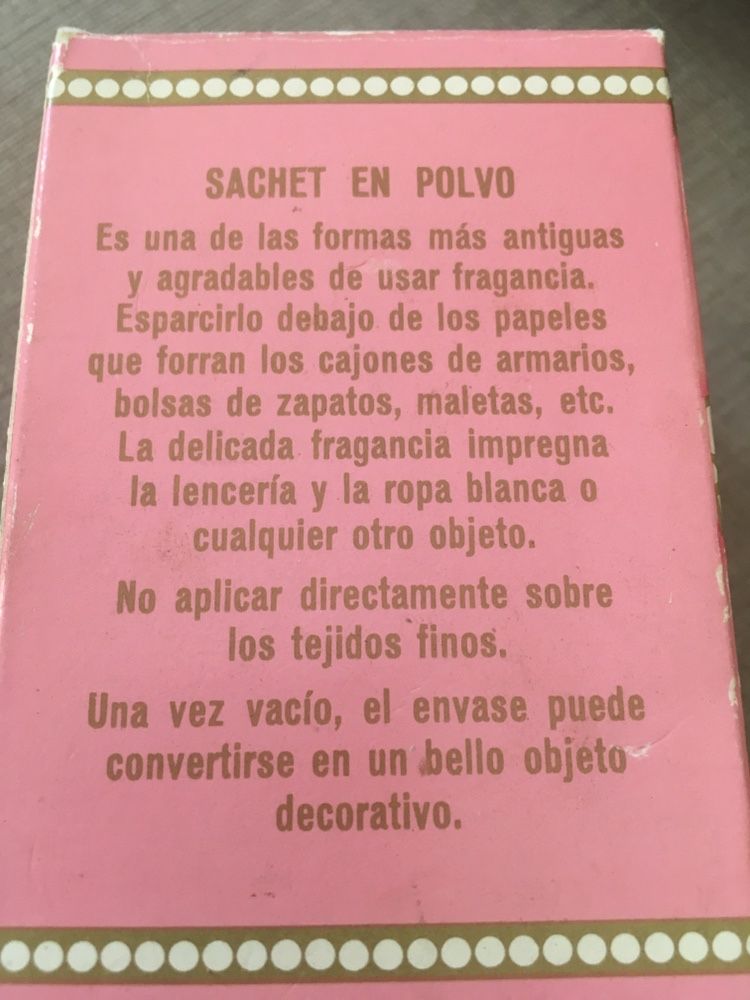 SACHET EN POLVO
Es una de las formas más antiguas
y agradables de usar fragancia.
Esparcirlo debajo de los papeles
que forran los cajones de armarios,
bolsas de zapatos, maletas, etc.
La delicada fragancia impregna
la lencería y la ropa blanca o
cualquier otro objeto.
No aplicar directamente sobre
los tejidos finos.
Una vez vacío, el envase puede
convertirse en un bello objeto
decorativo.